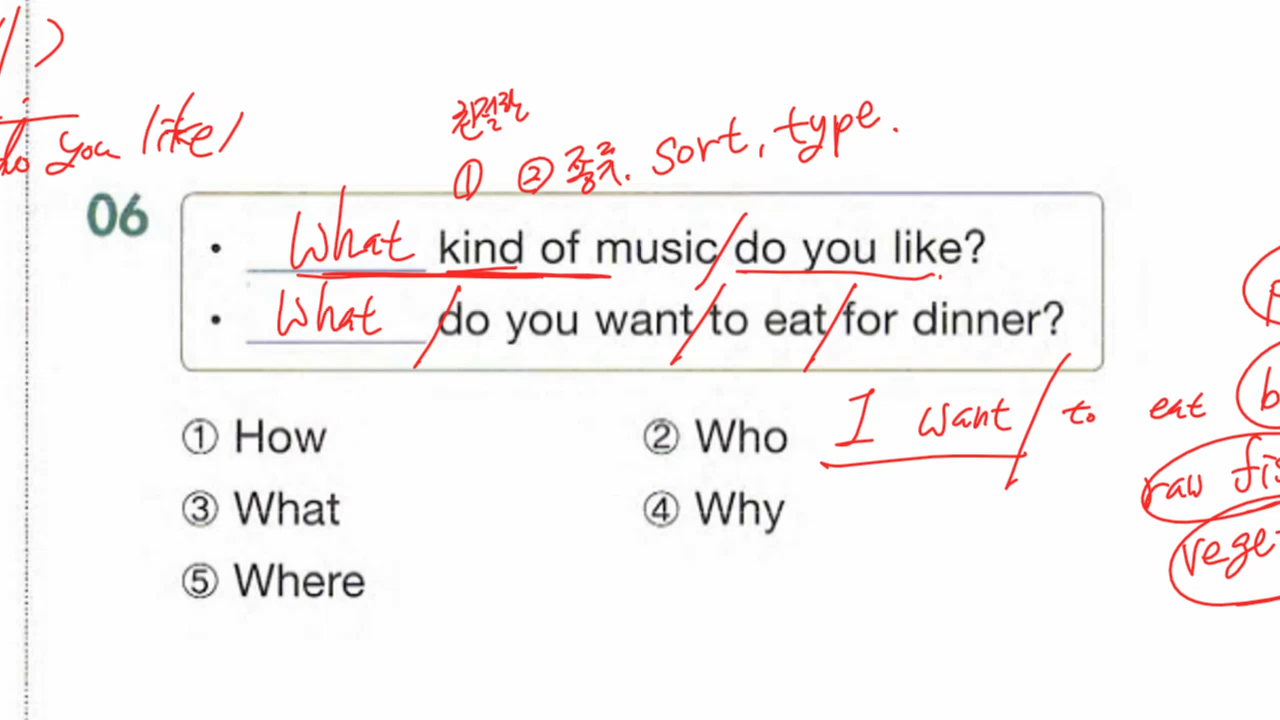 do you like
친절한
① ② 종류. sort, type.
06
• What kind of music do you like?
• What do you want to eat for dinner?
I want to eat
① How ② Who
③ What ④ Why
raw
⑤ Where